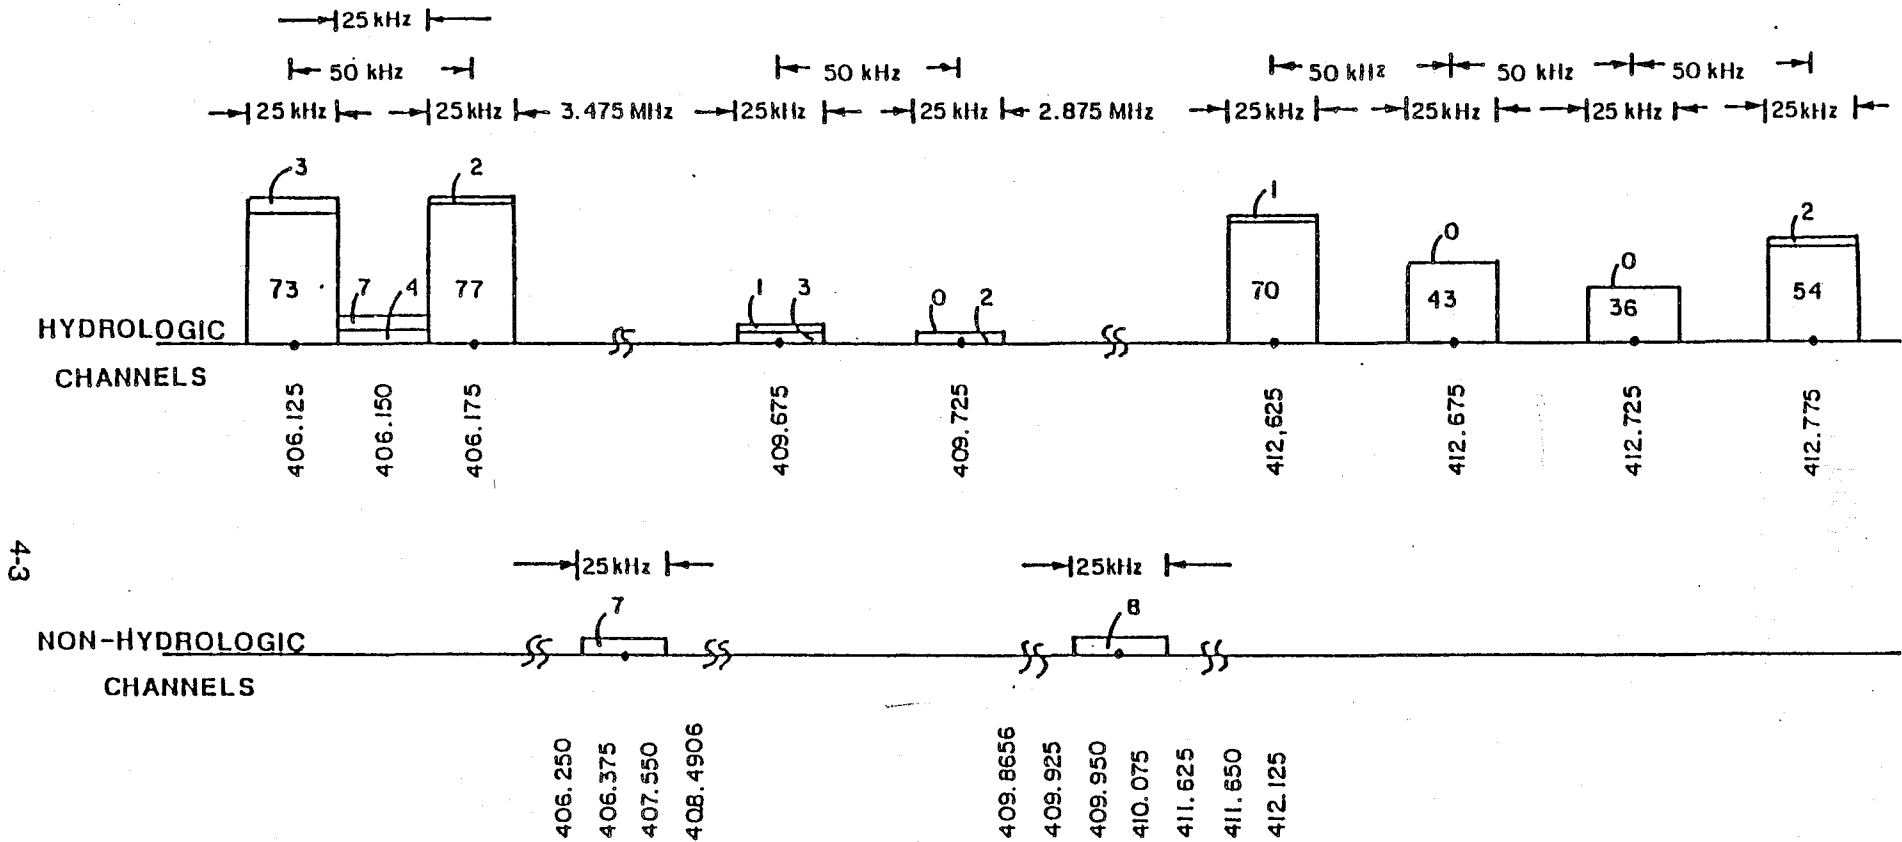 25 kHz
50 kHz 50 kHz 50 kHz 50 kHz 50 kHz
25 kHz 25 kHz 3.475 MHz 25kHz 25 kHz 2.875 MHz 25kHz 25kHz 25 kHz 25kHz
3 2 1 0 0 2
73 7 4 77 1 3 0 2 70 43 36 54
HYDROLOGIC
CHANNELS
406.125 406.150 406.175 409.675 409.725 412,625 412.675 412.725 412.775
4-3
25kHz 25kHz
7 8
NON-HYDROLOGIC
CHANNELS
406.250 406.375 407.550 408.4906 409.8656 409.925 409.950 410.075 411.625 411.650 412.125